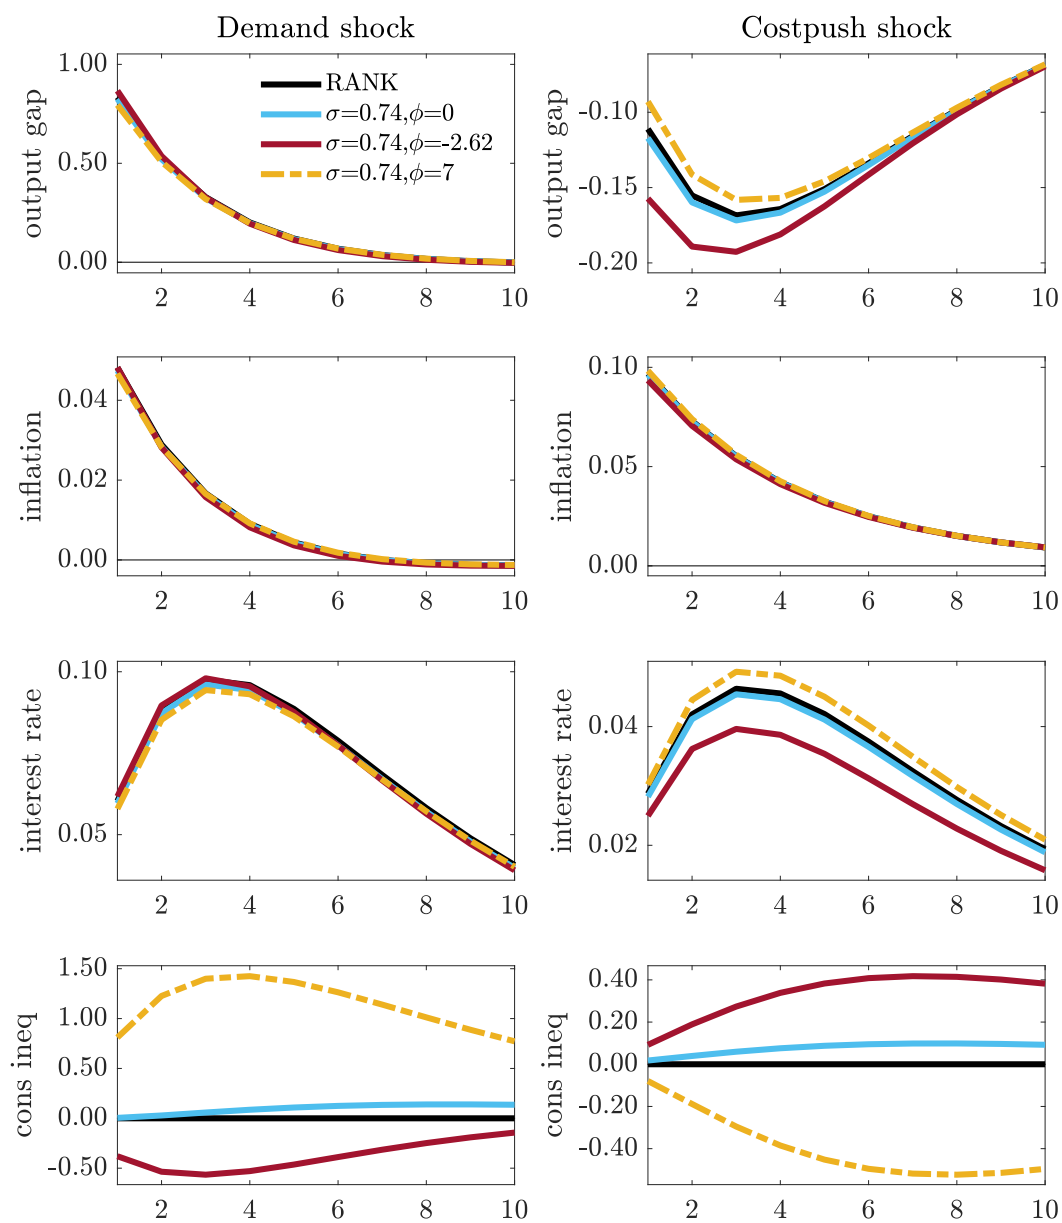 Demand shock
Costpush shock
output gap
1.00
0.50
0.00
RANK
σ=0.74,ϕ=0
σ=0.74,ϕ=-2.62
σ=0.74,ϕ=7
2 4 6 8 10
output gap
-0.10
-0.15
-0.20
2 4 6 8 10
inflation
0.04
0.02
0.00
2 4 6 8 10
inflation
0.10
0.05
0.00
2 4 6 8 10
interest rate
0.10
0.05
2 4 6 8 10
interest rate
0.04
0.02
2 4 6 8 10
cons ineq
1.50
1.00
0.50
0.00
-0.50
2 4 6 8 10
cons ineq
0.40
0.20
0.00
-0.20
-0.40
2 4 6 8 10